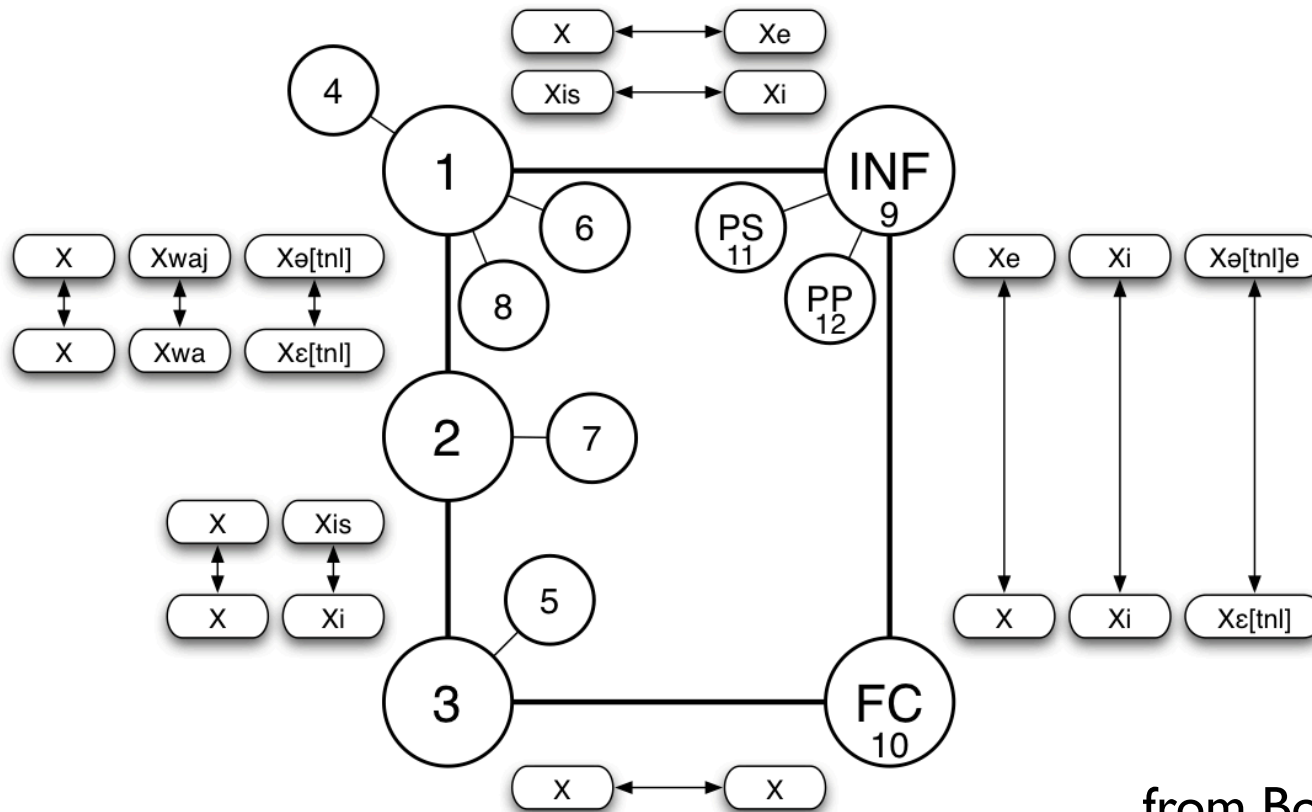 X Xe
Xis Xi
4
1 INF
9
6 PS
11
8 PP
12
X Xwaj Xə[tnl]
X Xwa Xɛ[tnl]
Xe Xi Xə[tnl]e
2 7
X Xis
X Xi
5
X Xi Xɛ[tnl]
3 FC
10
X X
from Bo